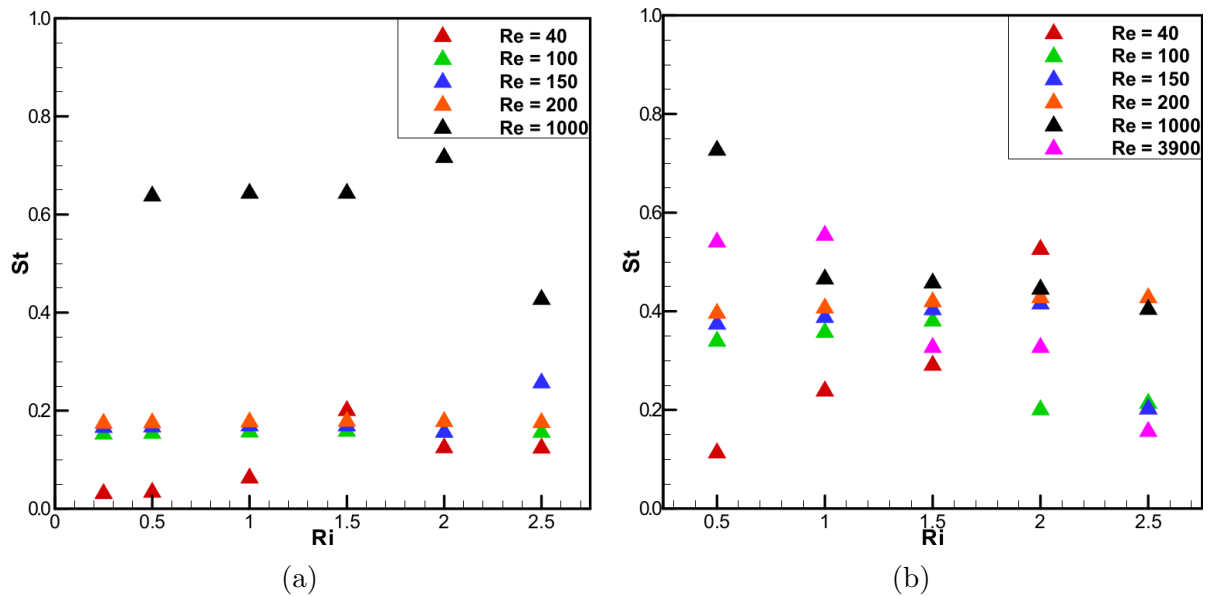 1.0
0.8
0.6
0.4
0.2
0.0
St
0
0.5
1
1.5
2
2.5
Ri
Re = 40
Re = 100
Re = 150
Re = 200
Re = 1000
(a)
1.0
0.8
0.6
0.4
0.2
0.0
St
0.5
1
1.5
2
2.5
Ri
Re = 40
Re = 100
Re = 150
Re = 200
Re = 1000
Re = 3900
(b)